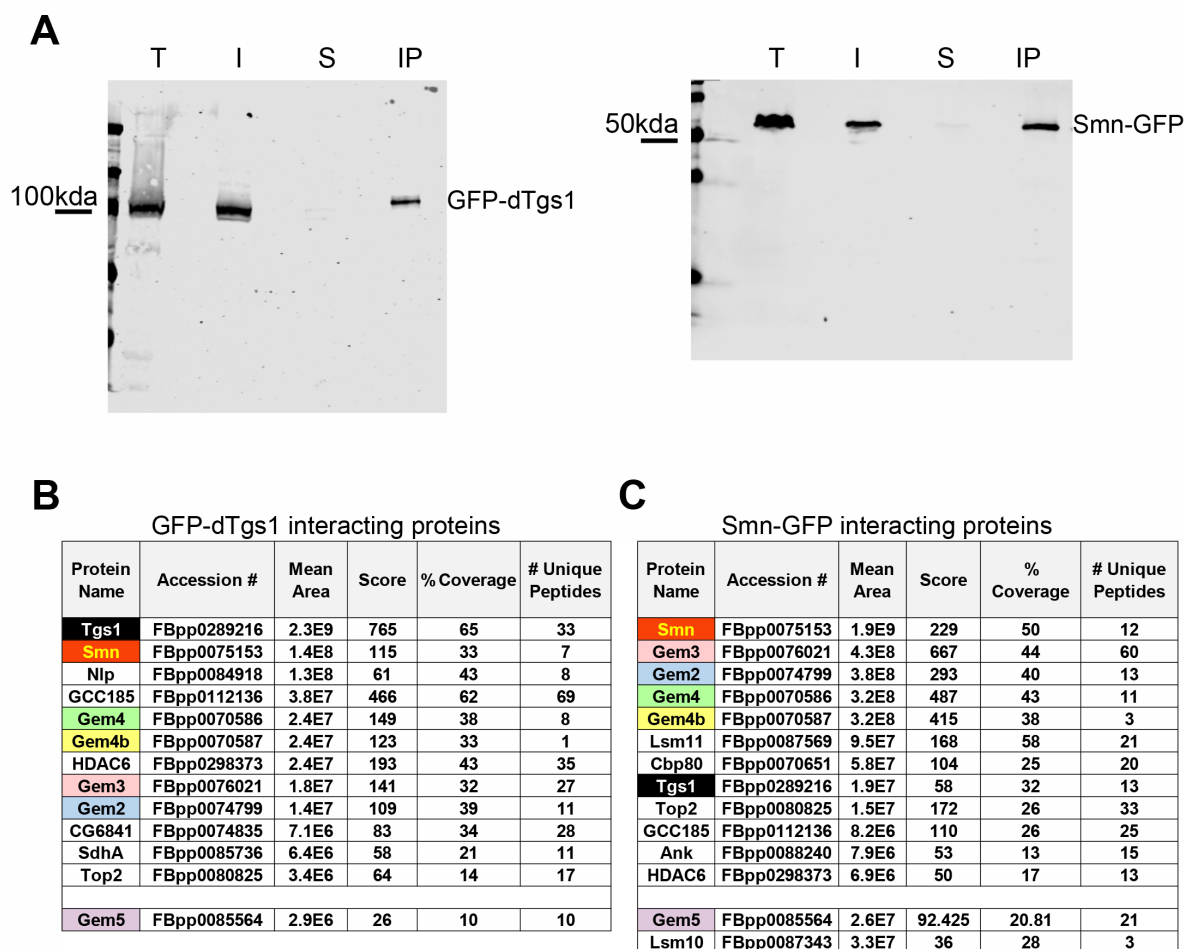 A
T I S IP
100kda
GFP-dTgs1
T I S IP
50kda
Smn-GFP
B
GFP-dTgs1 interacting proteins
Protein Name Accession # Mean Area Score % Coverage # Unique Peptides
Tgs1 FBpp0289216 2.3E9 765 65 33
Smn FBpp0075153 1.4E8 115 33 7
Nlp FBpp0084918 1.3E8 61 43 8
GCC185 FBpp0112136 3.8E7 466 62 69
Gem4 FBpp0070586 2.4E7 149 38 8
Gem4b FBpp0070587 2.4E7 123 33 1
HDAC6 FBpp0298373 2.4E7 193 43 35
Gem3 FBpp0076021 1.8E7 141 32 27
Gem2 FBpp0074799 1.4E7 109 39 11
CG6841 FBpp0074835 7.1E6 83 34 28
SdhA FBpp0085736 6.4E6 58 21 11
Top2 FBpp0080825 3.4E6 64 14 17
Gem5 FBpp0085564 2.9E6 26 10 10
C
Smn-GFP interacting proteins
Protein Name Accession # Mean Area Score % Coverage # Unique Peptides
Smn FBpp0075153 1.9E9 229 50 12
Gem3 FBpp0076021 4.3E8 667 44 60
Gem2 FBpp0074799 3.8E8 293 40 13
Gem4 FBpp0070586 3.2E8 487 43 11
Gem4b FBpp0070587 3.2E8 415 38 3
Lsm11 FBpp0087569 9.5E7 168 58 21
Cbp80 FBpp0070651 5.8E7 104 25 20
Tgs1 FBpp0289216 1.9E7 58 32 13
Top2 FBpp0080825 1.5E7 172 26 33
GCC185 FBpp0112136 8.2E6 110 26 25
Ank FBpp0088240 7.9E6 53 13 15
HDAC6 FBpp0298373 6.9E6 50 17 13
Gem5 FBpp0085564 2.6E7 92.425 20.81 21
Lsm10 FBpp0087343 3.3E7 36 28 3